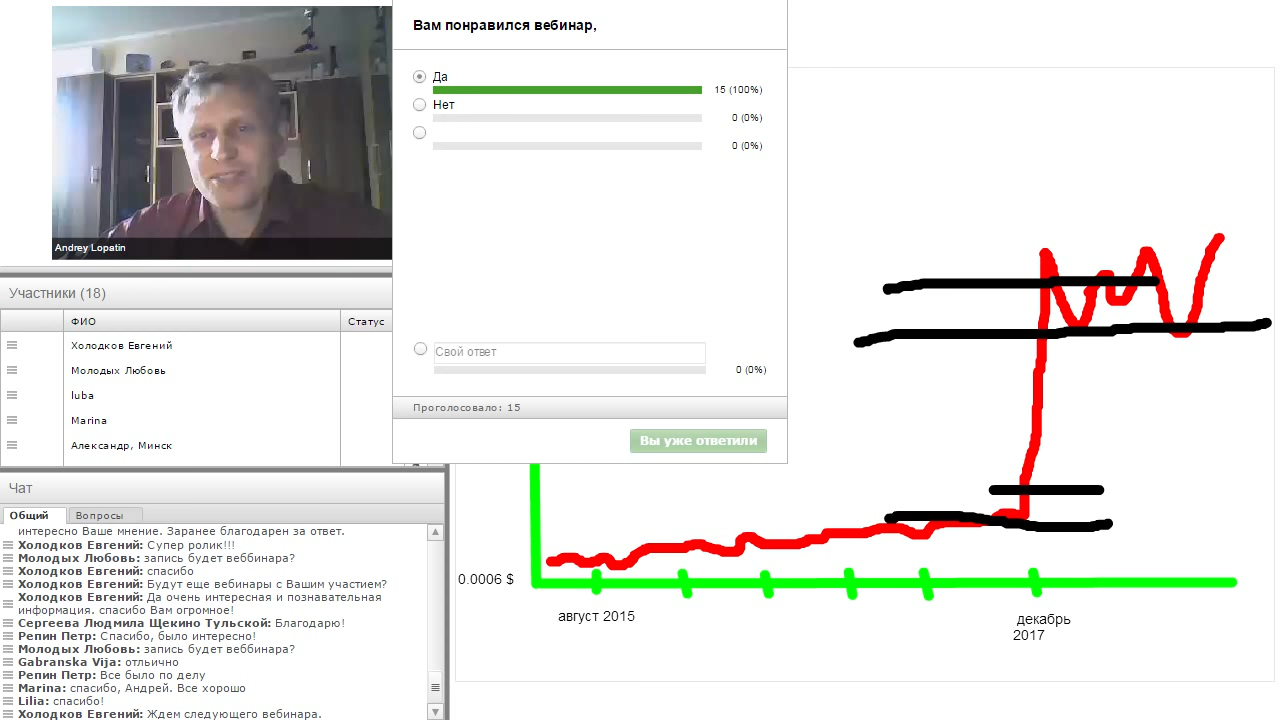 Andrey Lopatin
Вам понравился вебинар,
Да
15 (100%)
Нет
0 (0%)
0 (0%)
Свой ответ
0 (0%)
Проголосовало: 15
Вы уже ответили
Участники (18)
ФИО
Статус
Холодков Евгений
Молодых Любовь
luba
Marina
Александр, Минск
Чат
Общий
Вопросы
интересно Ваше мнение. Заранее благодарен за ответ.
Холодков Евгений: Супер ролик!!!
Молодых Любовь: запись будет веббинара?
Холодков Евгений: спасибо
Холодков Евгений: Будут еще вебинары с Вашим участием?
Холодков Евгений: Да очень интересная и познавательная
информация. спасибо Вам огромное!
Сергеева Людмила Щекино Тульской: Благодарю!
Репин Петр: Спасибо, было интересно!
Молодых Любовь: запись будет веббинара?
Gabranska Vija: отльично
Репин Петр: Все было по делу
Marina: спасибо, Андрей. Все хорошо
Lilia: спасибо!
Холодков Евгений: Ждем следующего вебинара.
0.0006 $
август 2015
декабрь
2017